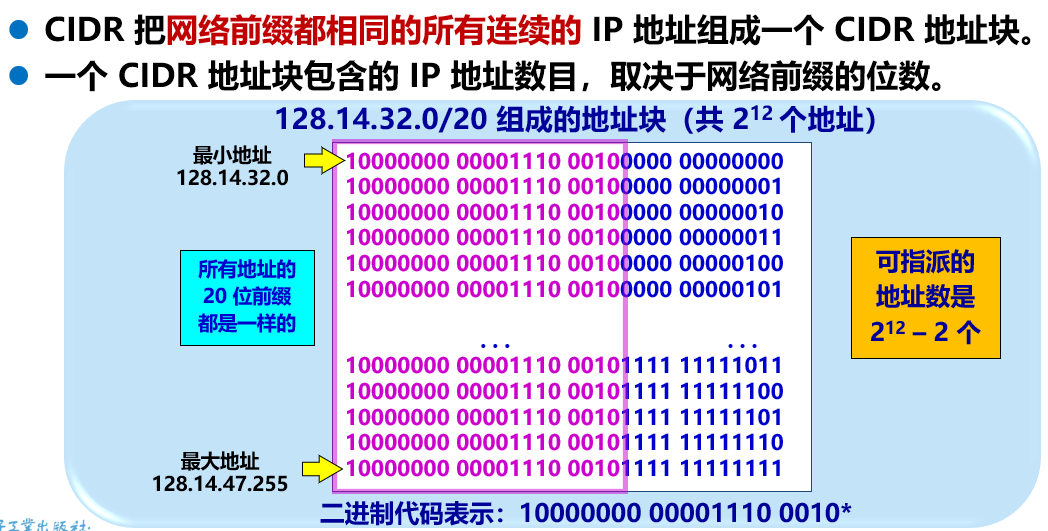 ● CIDR 把网络前缀都相同的所有连续的 IP 地址组成一个 CIDR 地址块。
● 一个 CIDR 地址块包含的 IP 地址数目，取决于网络前缀的位数。
128.14.32.0/20 组成的地址块（共 2¹² 个地址）
最小地址
128.14.32.0
10000000 00001110 00100000 00000000
10000000 00001110 00100000 00000001
10000000 00001110 00100000 00000010
10000000 00001110 00100000 00000011
10000000 00001110 00100000 00000100
10000000 00001110 00100000 00000101
所有地址的
20 位前缀
都是一样的
可指派的
地址数是
2¹² – 2 个
... ...
10000000 00001110 00101111 11111011
10000000 00001110 00101111 11111100
10000000 00001110 00101111 11111101
10000000 00001110 00101111 11111110
10000000 00001110 00101111 11111111
最大地址
128.14.47.255
二进制代码表示：10000000 00001110 0010*
工業出版社